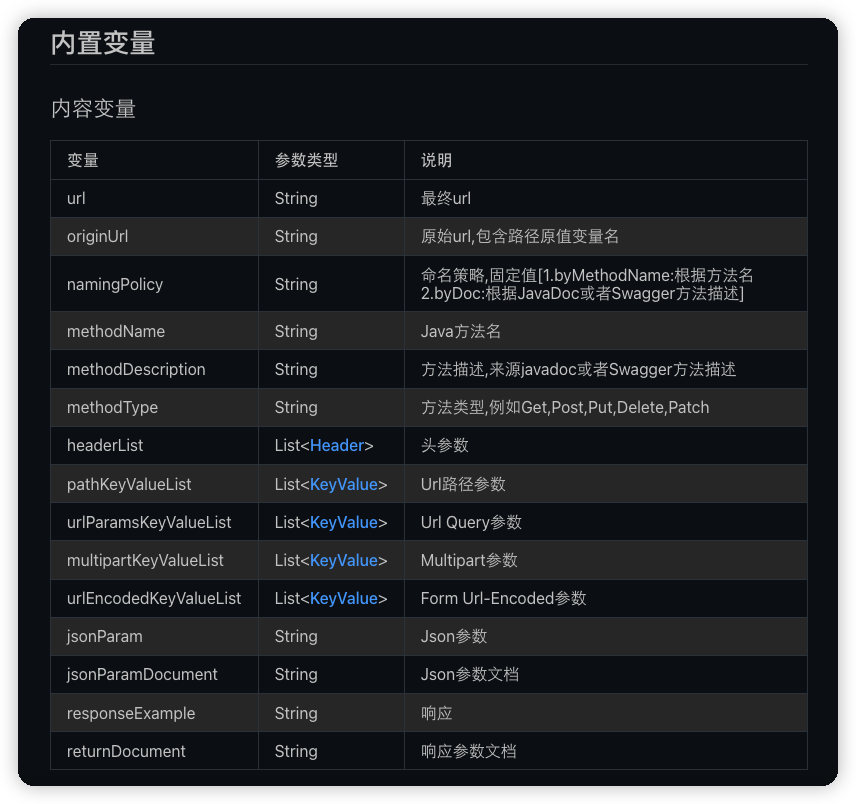 内置变量
内容变量
变量 参数类型 说明
url String 最终url
originUrl String 原始url,包含路径原值变量名
namingPolicy String 命名策略,固定值[1.byMethodName:根据方法名
2.byDoc:根据JavaDoc或者Swagger方法描述]
methodName String Java方法名
methodDescription String 方法描述,来源javadoc或者Swagger方法描述
methodType String 方法类型,例如Get,Post,Put,Delete,Patch
headerList List<Header> 头参数
pathKeyValueList List<KeyValue> Url路径参数
urlParamsKeyValueList List<KeyValue> Url Query参数
multipartKeyValueList List<KeyValue> Multipart参数
urlEncodedKeyValueList List<KeyValue> Form Url-Encoded参数
jsonParam String Json参数
jsonParamDocument String Json参数文档
responseExample String 响应
returnDocument String 响应参数文档